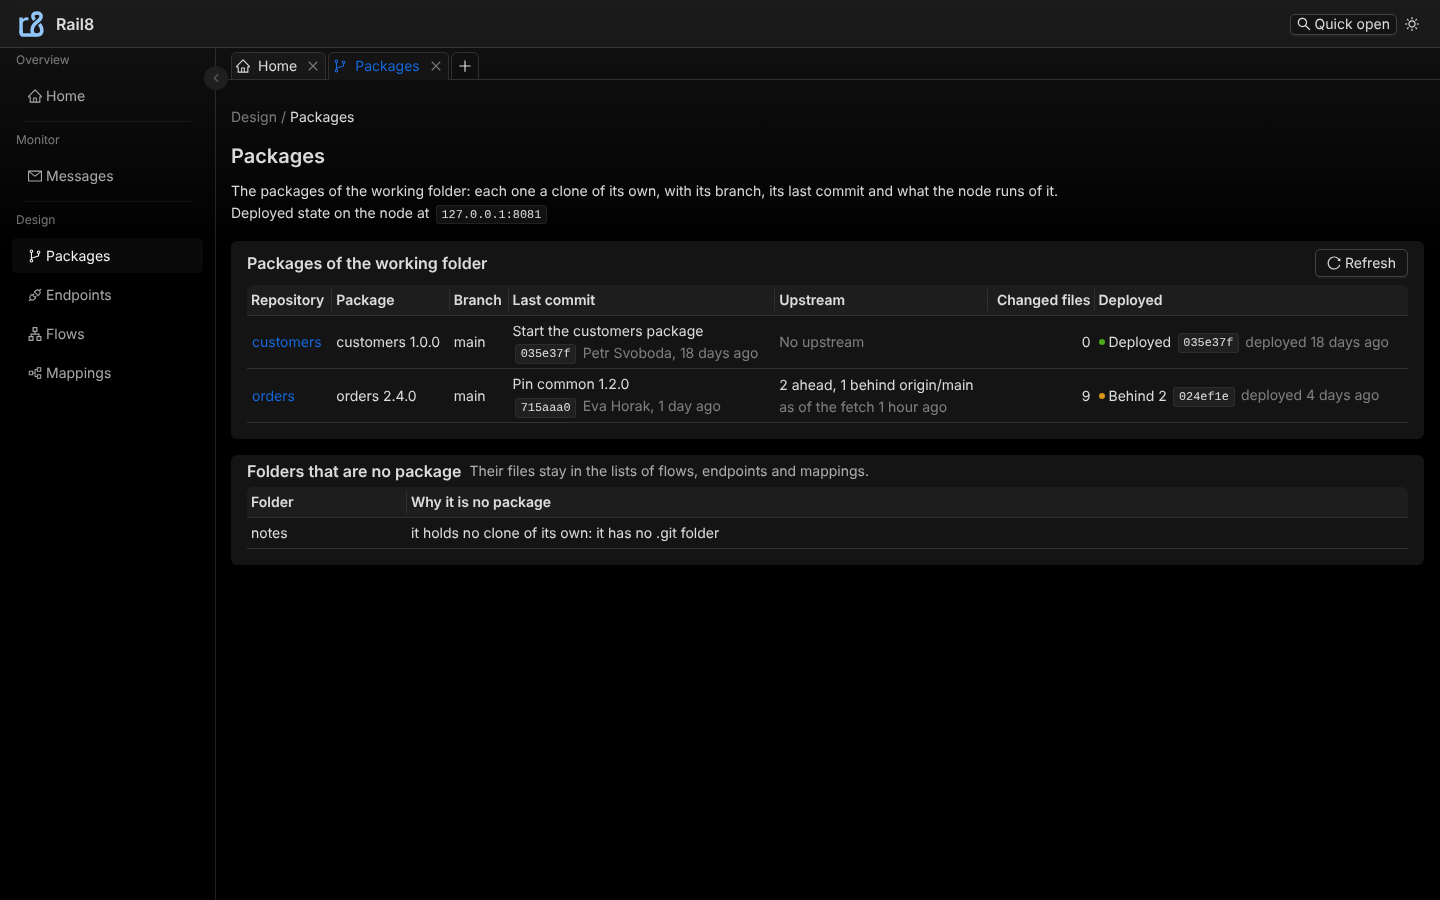 r8 Rail8
Quick open
Overview
Home
Monitor
Messages
Design
Packages
Endpoints
Flows
Mappings
Home
Packages
Design / Packages
Packages
The packages of the working folder: each one a clone of its own, with its branch, its last commit and what the node runs of it.
Deployed state on the node at 127.0.0.1:8081
Packages of the working folder
Refresh
Repository Package Branch Last commit Upstream Changed files Deployed
customers customers 1.0.0 main Start the customers package No upstream 0 Deployed 035e37f deployed 18 days ago
035e37f Petr Svoboda, 18 days ago
orders orders 2.4.0 main Pin common 1.2.0 2 ahead, 1 behind origin/main 9 Behind 2 024ef1e deployed 4 days ago
715aaa0 Eva Horak, 1 day ago as of the fetch 1 hour ago
Folders that are no package Their files stay in the lists of flows, endpoints and mappings.
Folder Why it is no package
notes it holds no clone of its own: it has no .git folder